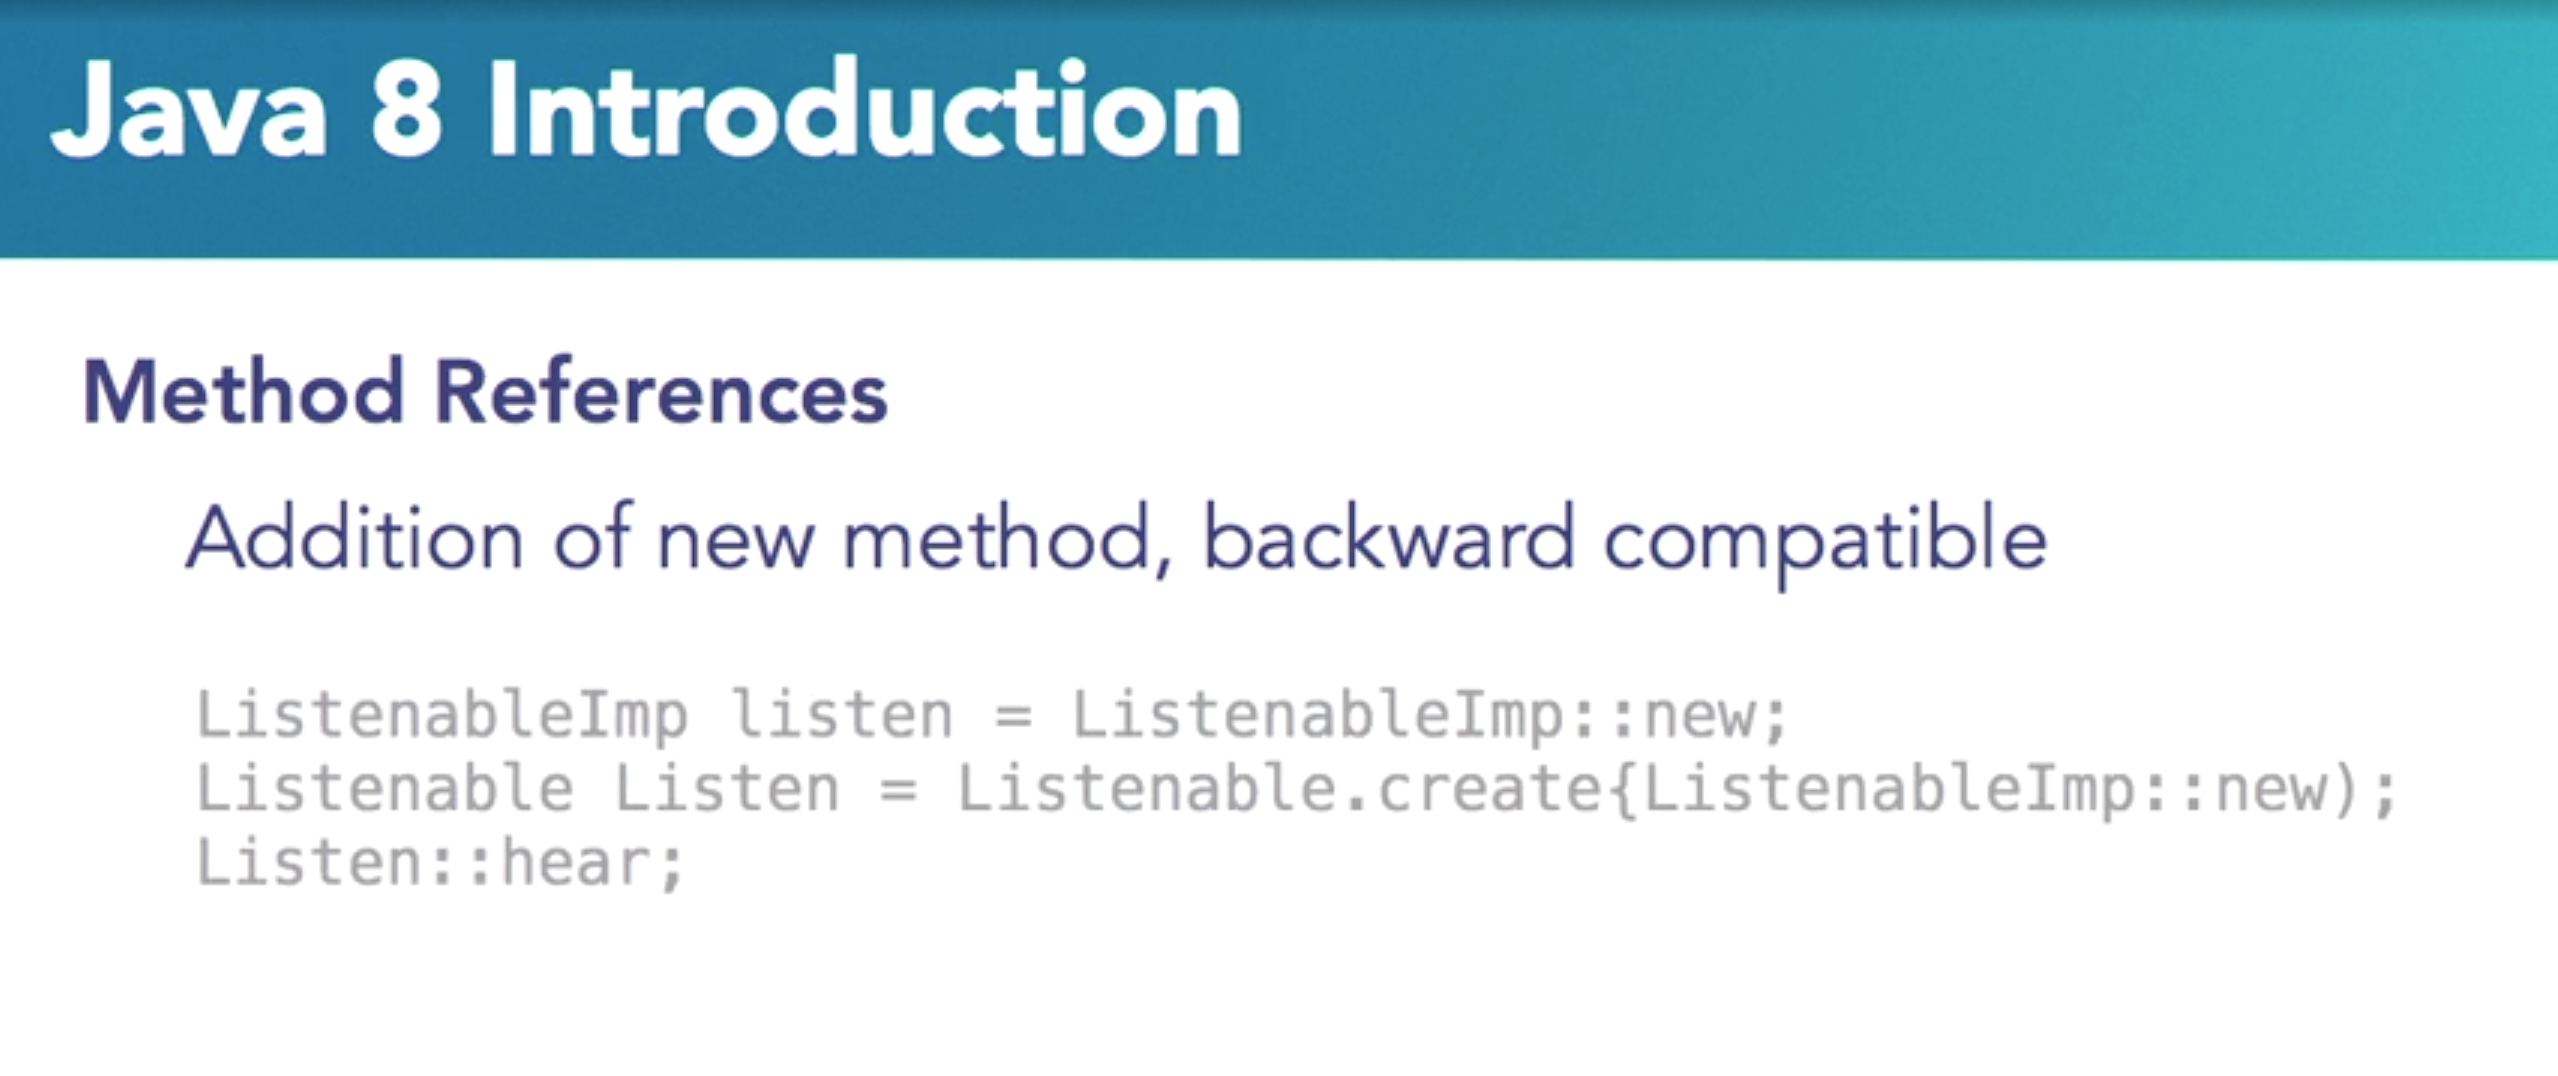 Java 8 Introduction
Method References
Addition of new method, backward compatible
ListenableImp listen = ListenableImp::new;
Listenable Listen = Listenable.create{ListenableImp::new);
Listen::hear;